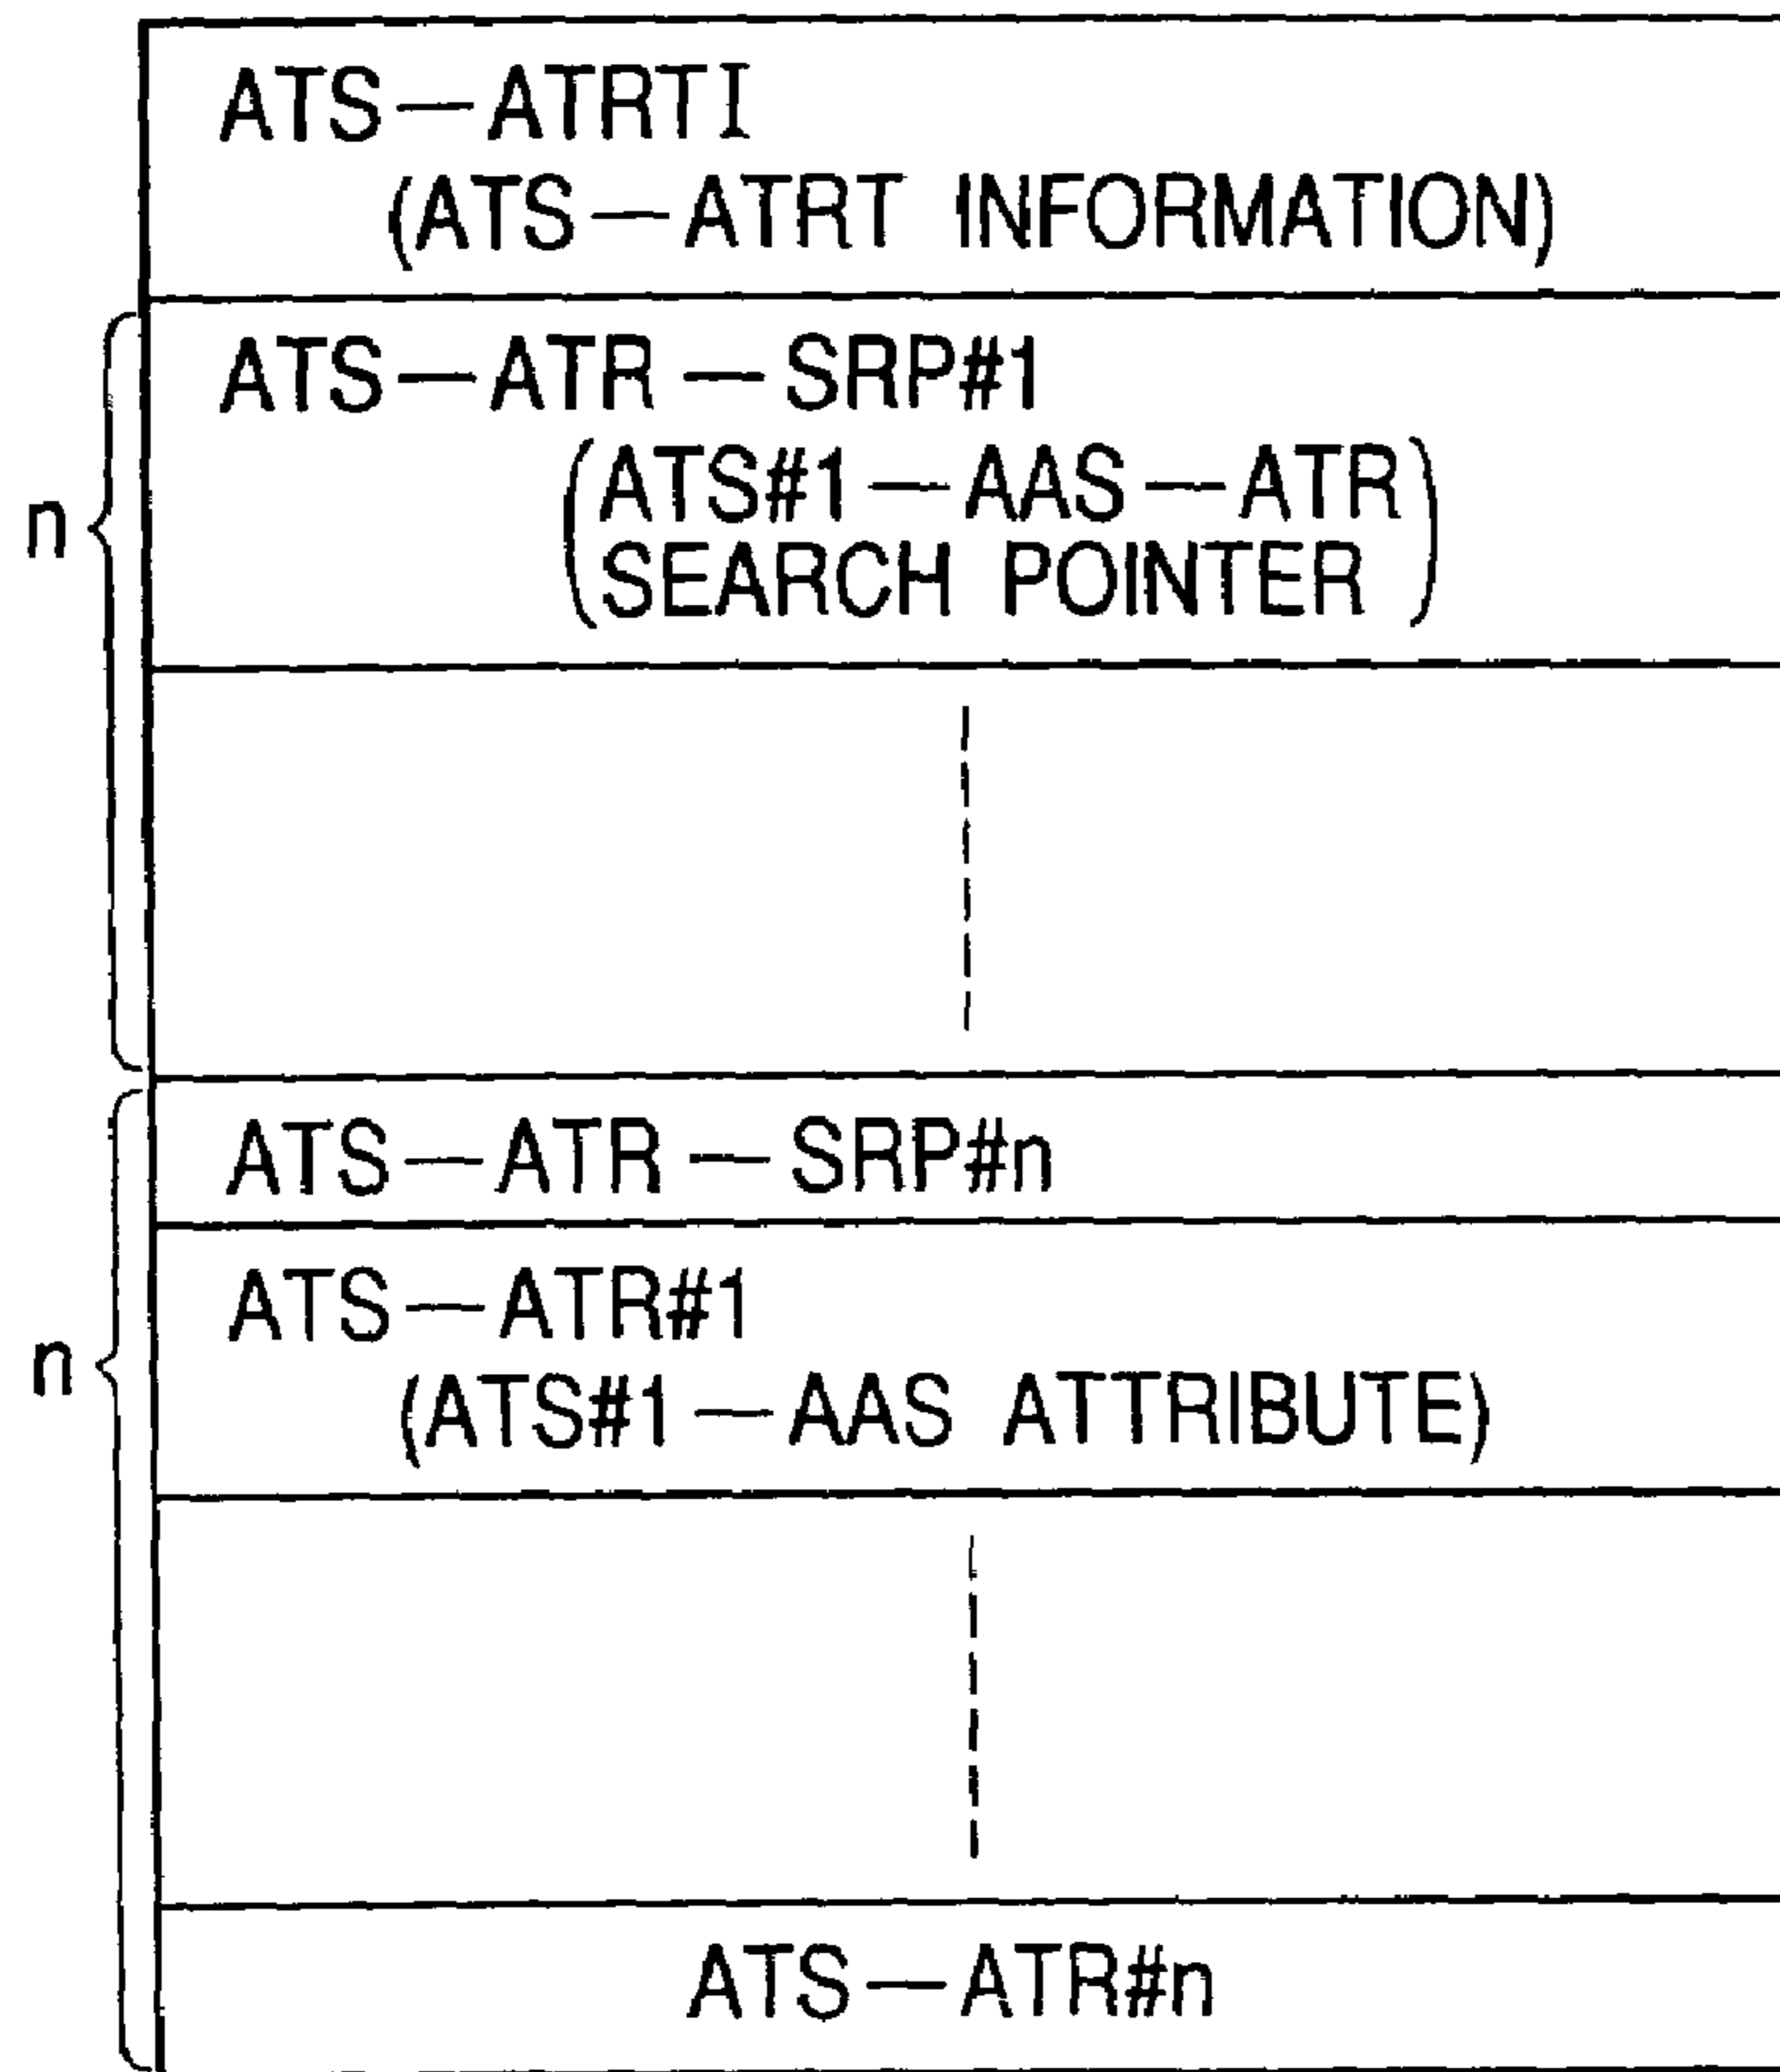 ATS—ATRTI
(ATS—ATRT INFORMATION)
ATS—ATR—SRP#1
(ATS#1—AAS—ATR
SEARCH POINTER)
n
ATS—ATR—SRP#n
ATS—ATR#1
n
(ATS#1—AAS ATTRIBUTE)
ATS—ATR#n